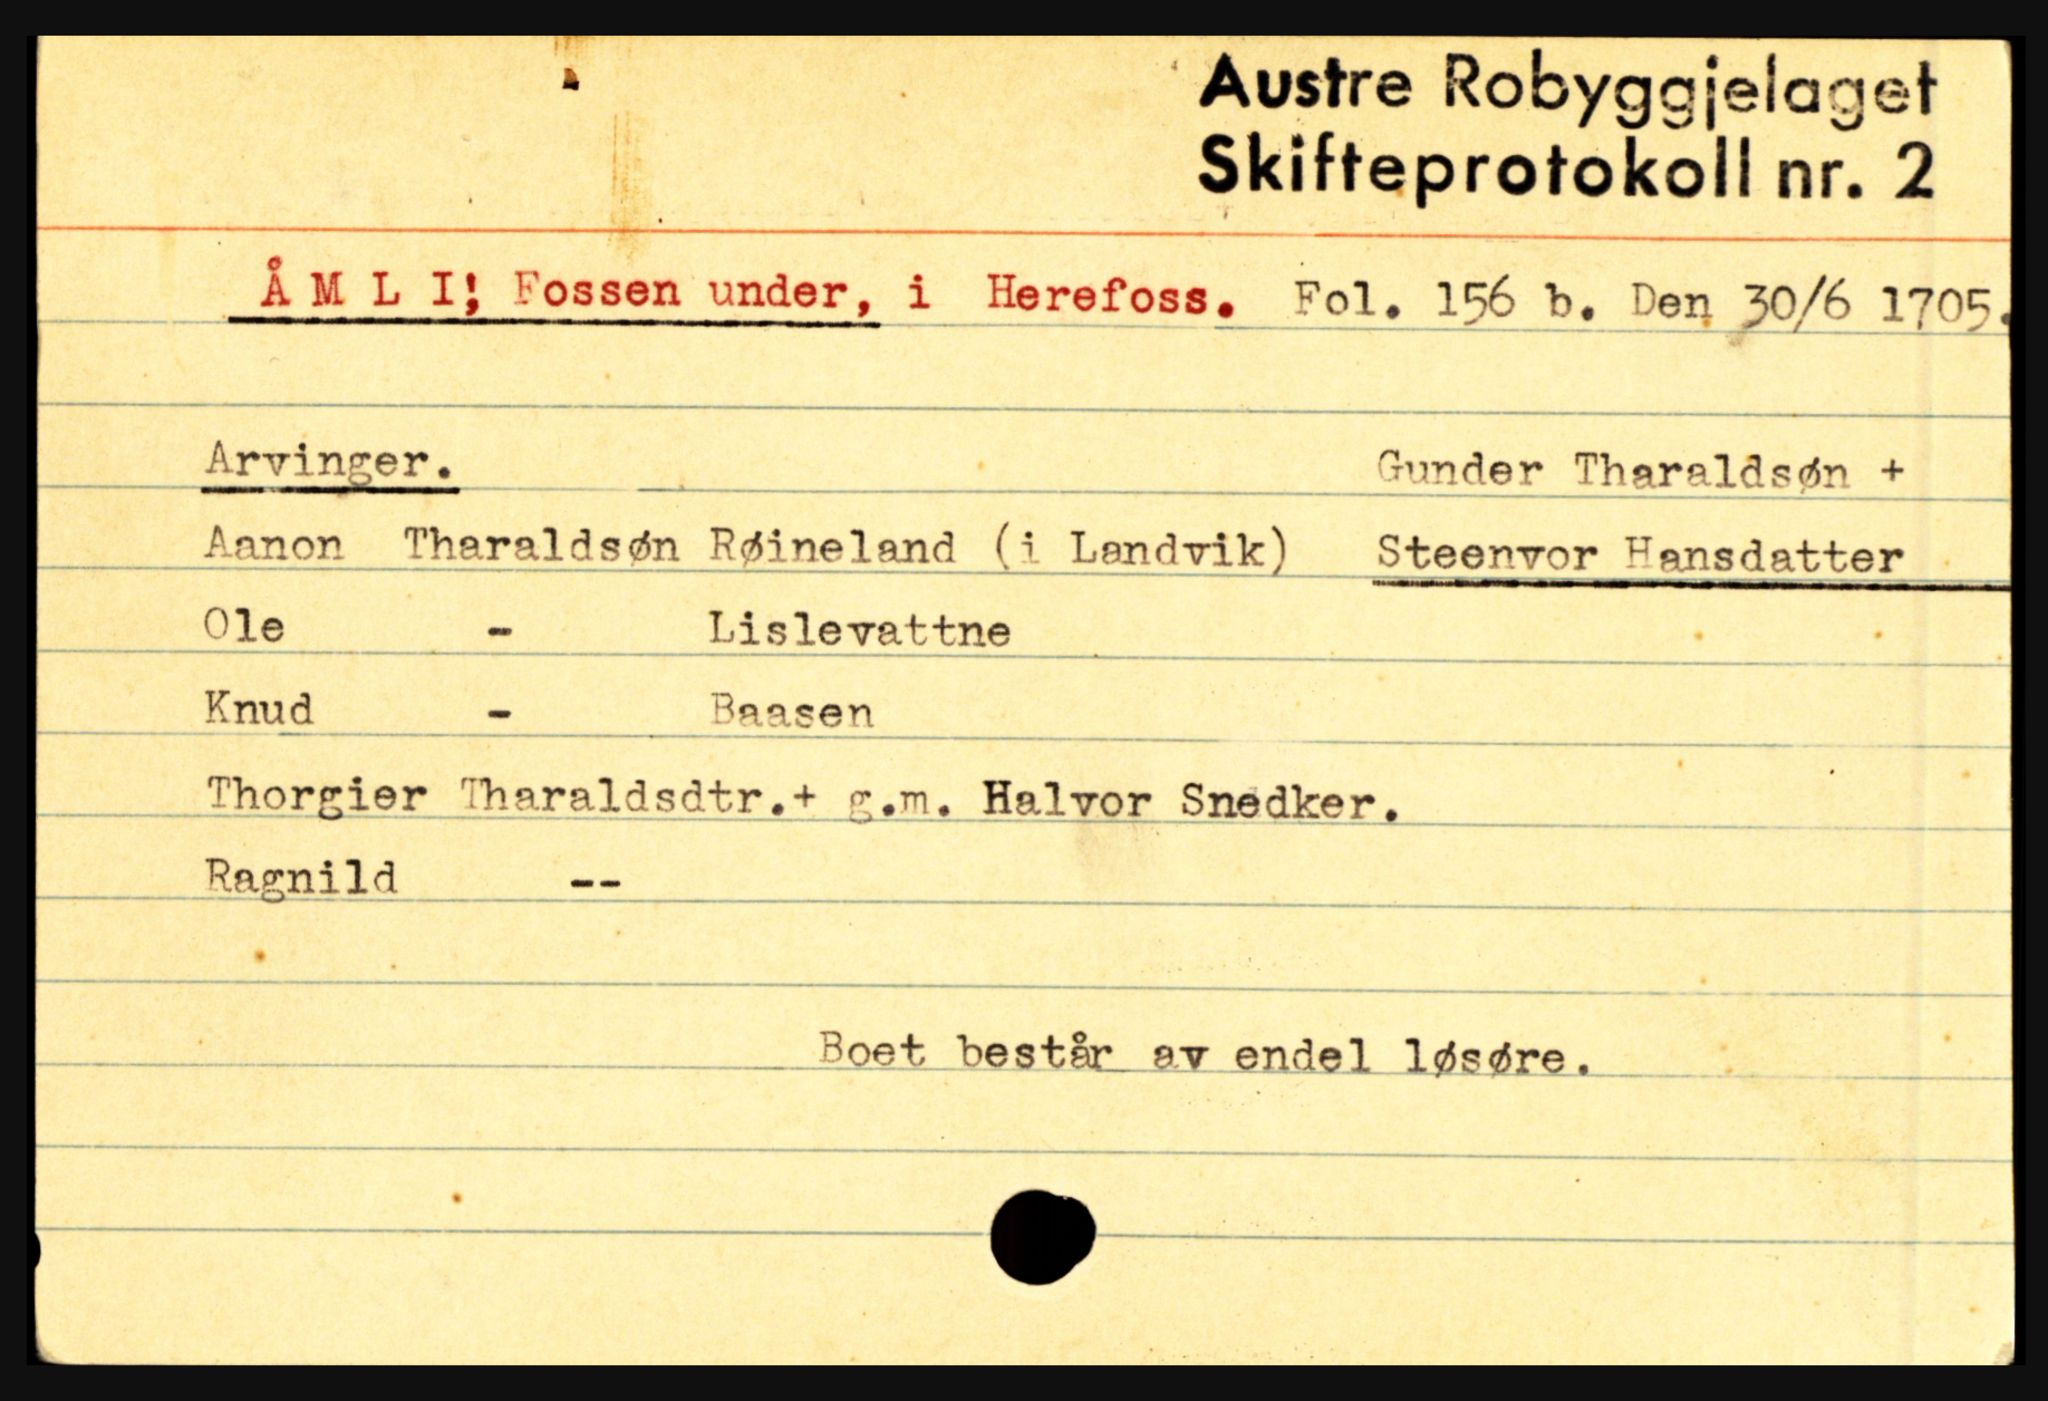 Austre Robyggjelaget
Skifteprotokoll nr. 2
Å M L I; Fossen under, i Herefoss. Fol. 156 b. Den 30/6 1705.
Arvinger. Gunder Tharaldsøn +
Aanon Tharaldsøn Røineland (i Landvik) Steenvor Hansdatter
Ole - Lislevattne
Knud - Baasen
Thorgier Tharaldsdtr.+ g.m. Halvor Snedker.
Ragnild --
Boet består av endel løsøre.